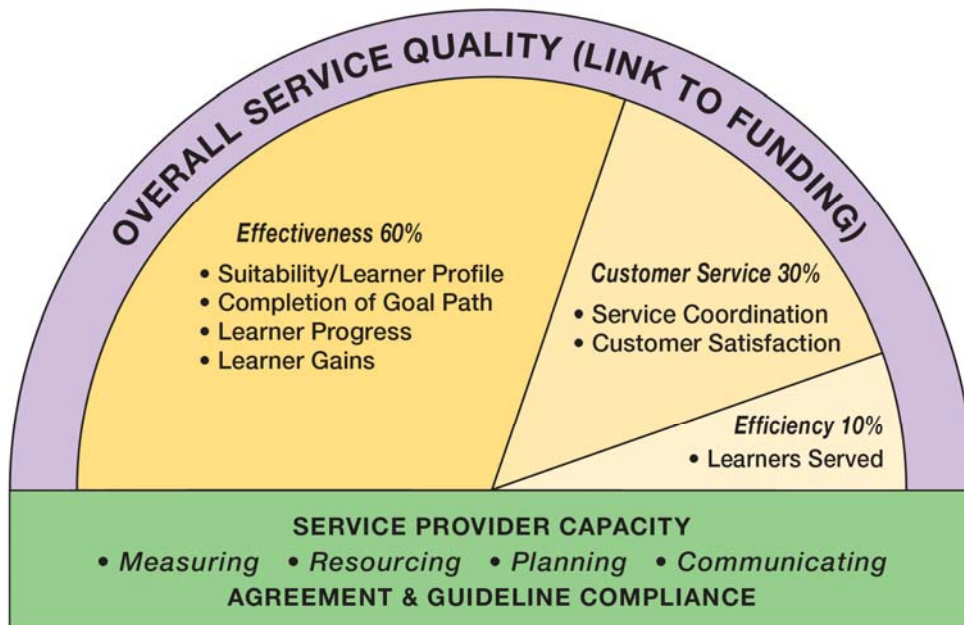 OVERALL SERVICE QUALITY (LINK TO FUNDING)
Effectiveness 60%
• Suitability/Learner Profile
• Completion of Goal Path
• Learner Progress
• Learner Gains
Customer Service 30%
• Service Coordination
• Customer Satisfaction
Efficiency 10%
• Learners Served
SERVICE PROVIDER CAPACITY
• Measuring • Resourcing • Planning • Communicating
AGREEMENT & GUIDELINE COMPLIANCE